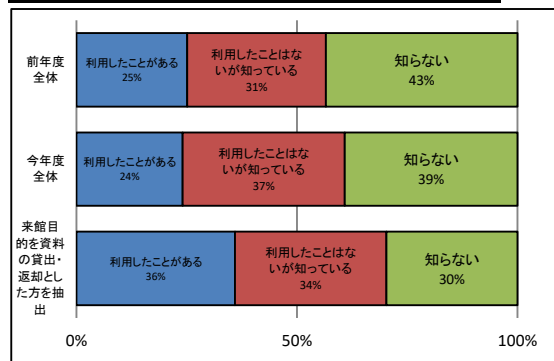 前年度
全体
利用したことがある
25%
利用したことはな
いが知っている
31%
知らない
43%
今年度
全体
利用したことがある
24%
利用したことはな
いが知っている
37%
知らない
39%
来館目
的を資料
の貸出・
返却とし
た方を抽
出
利用したことがある
36%
利用したことはな
いが知っている
34%
知らない
30%
0%
50%
100%